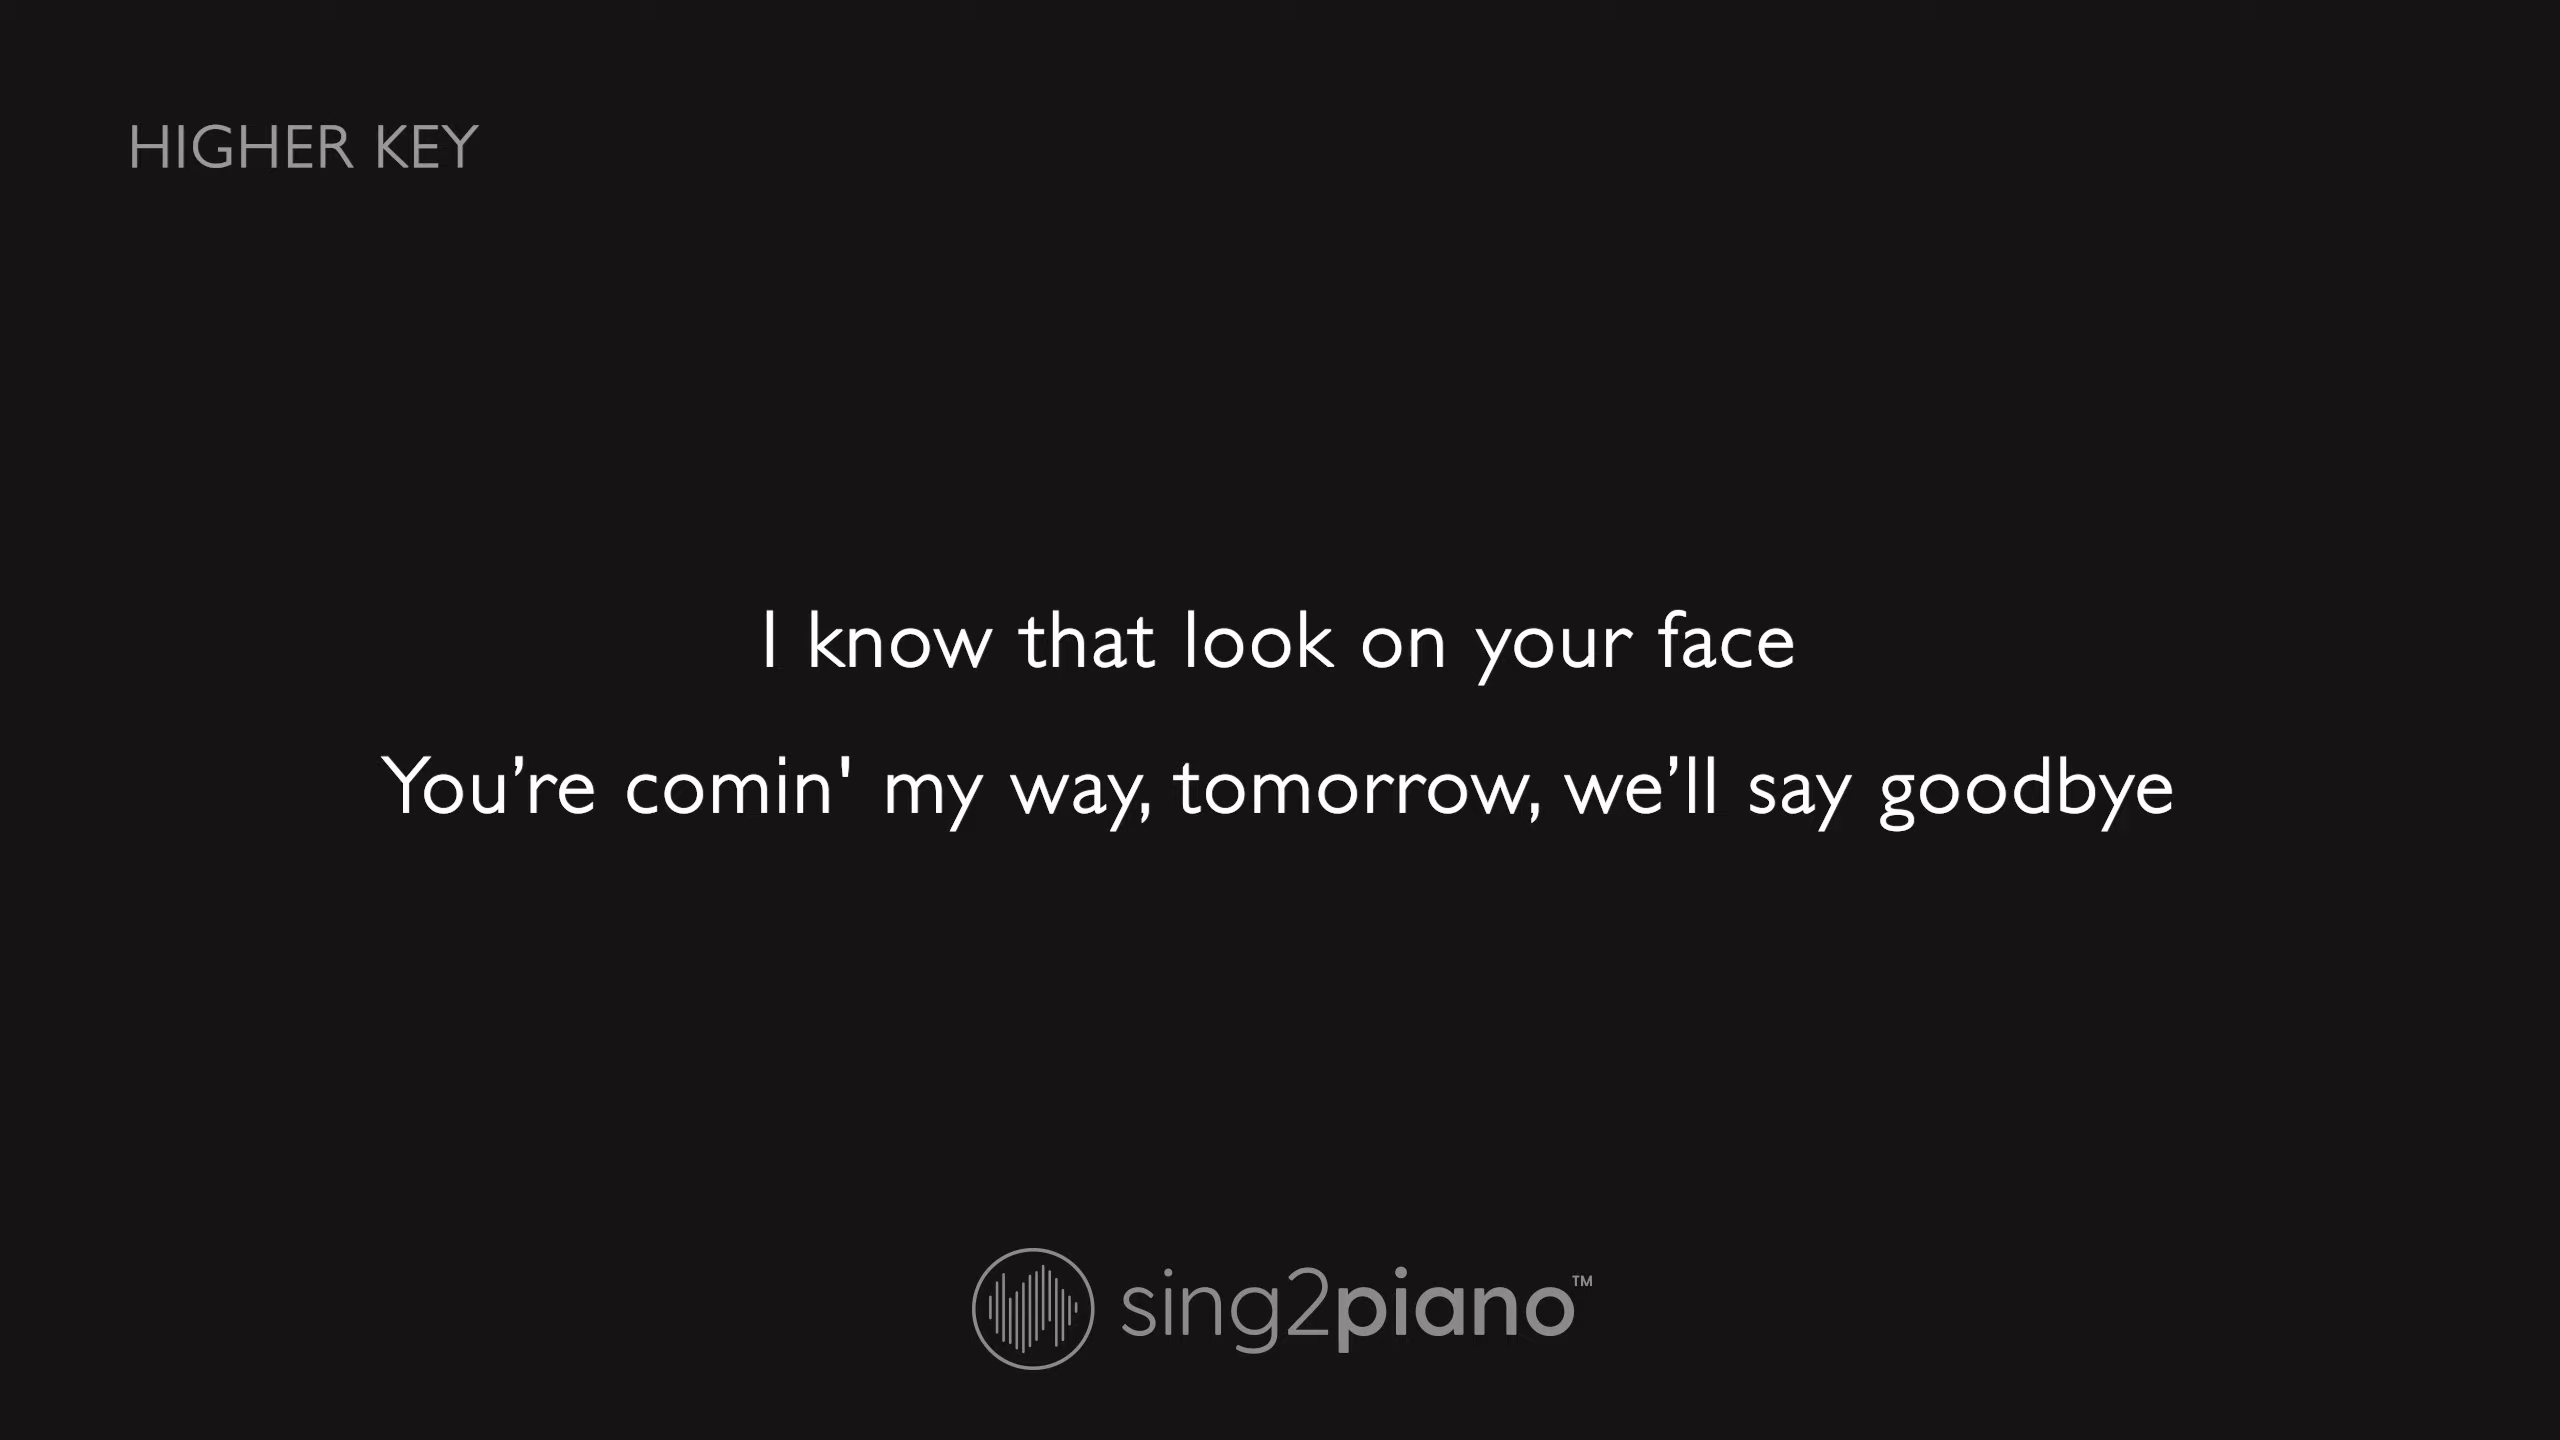 HIGHER KEY
I know that look on your face
You’re comin' my way, tomorrow, we’ll say goodbye
sing2piano™